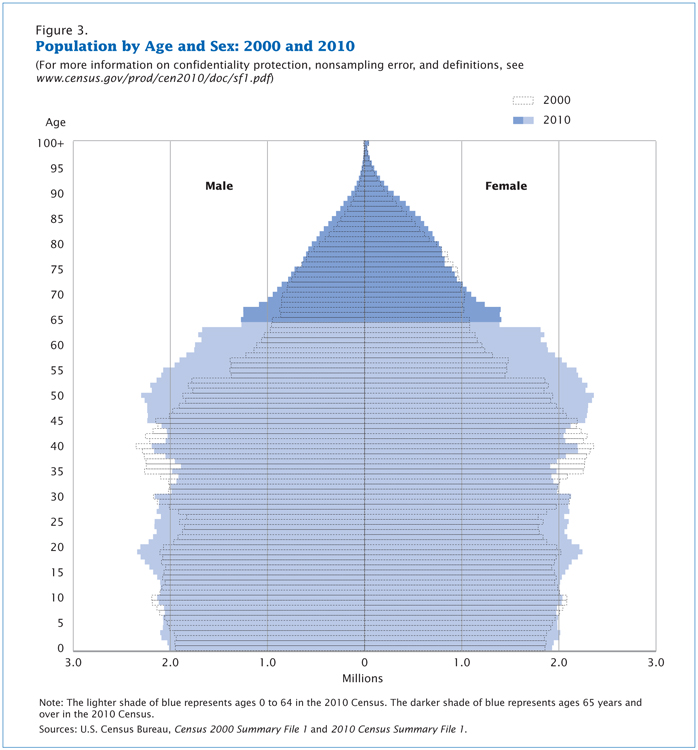 Figure 3.
Population by Age and Sex: 2000 and 2010
(For more information on confidentiality protection, nonsampling error, and definitions, see
www.census.gov/prod/cen2010/doc/sf1.pdf)
2000
2010
Age
100+
95
90
85
80
75
70
65
60
55
50
45
40
35
30
25
20
15
10
5
0
Male
Female
3.0 2.0 1.0 0 1.0 2.0 3.0
Millions
Note: The lighter shade of blue represents ages 0 to 64 in the 2010 Census. The darker shade of blue represents ages 65 years and
over in the 2010 Census.
Sources: U.S. Census Bureau, Census 2000 Summary File 1 and 2010 Census Summary File 1.